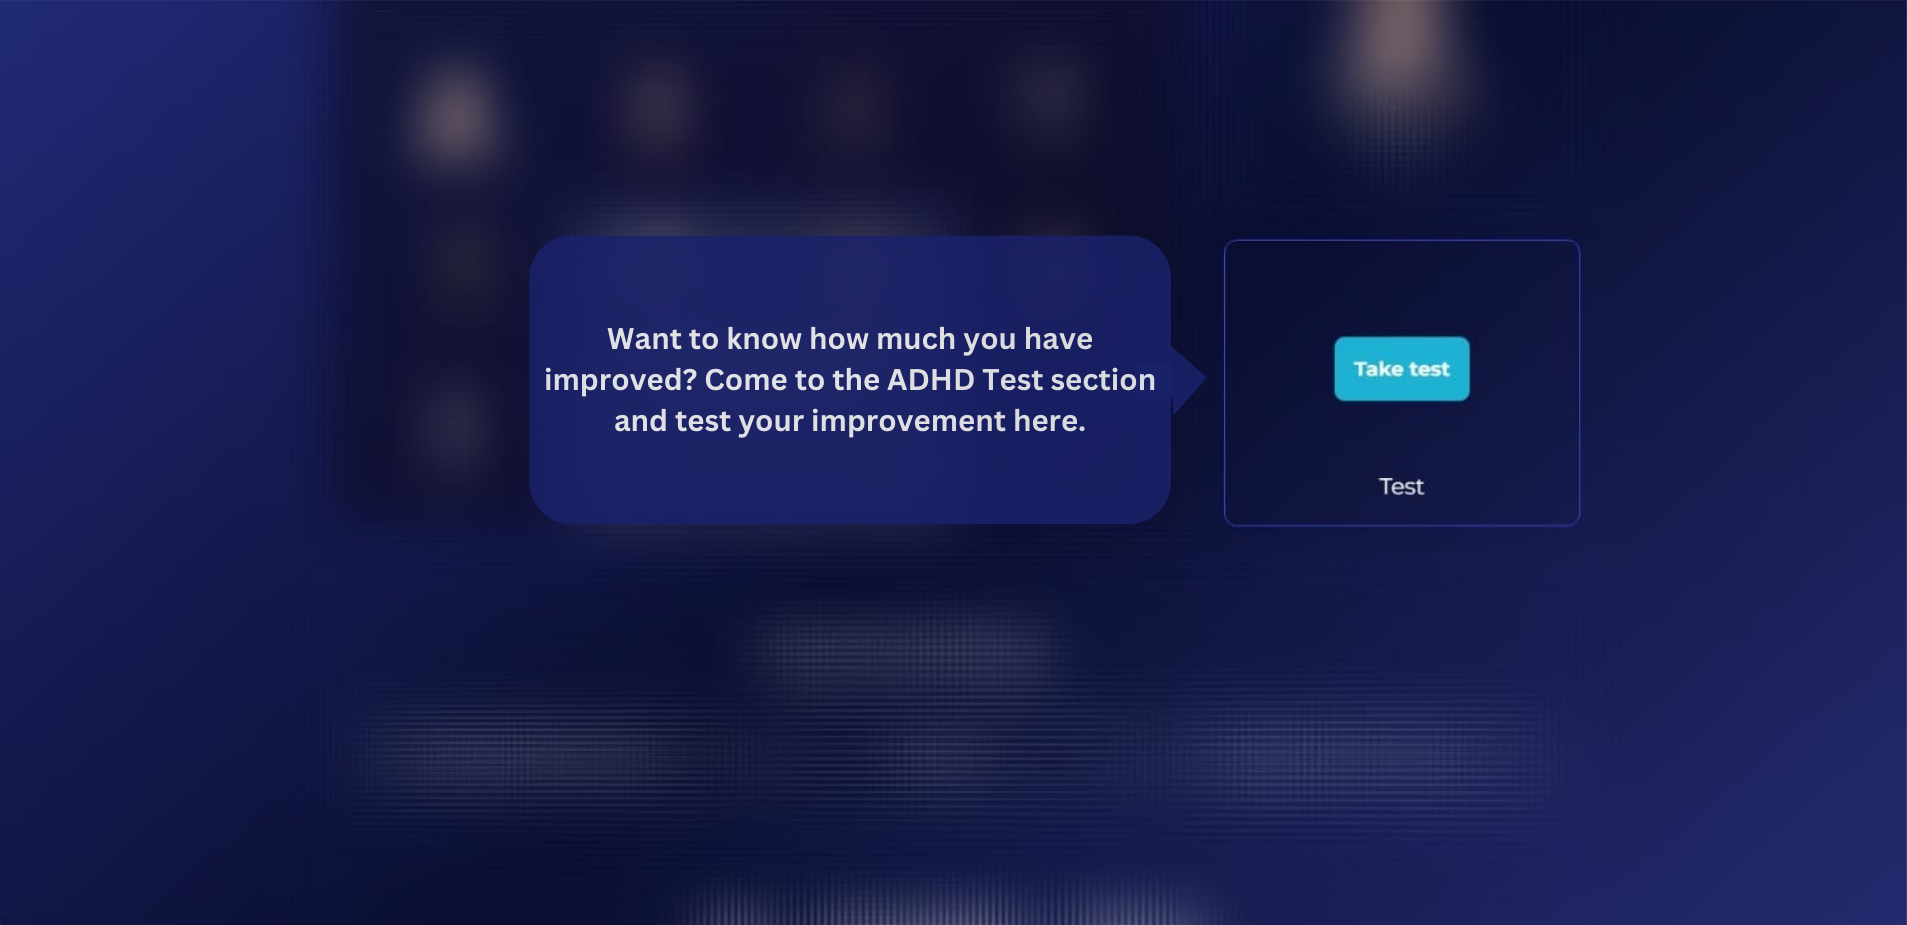 Want to know how much you have
improved? Come to the ADHD Test section
and test your improvement here.
Take test
Test